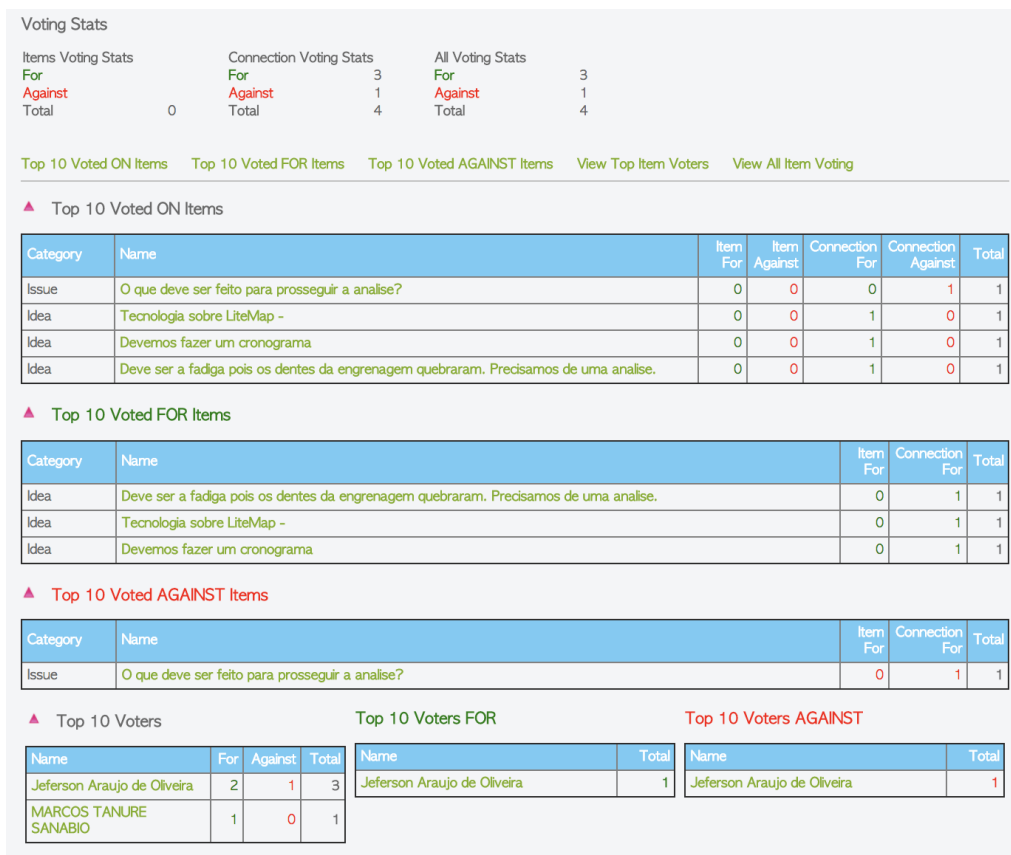 Voting Stats
Items Voting Stats Connection Voting Stats All Voting Stats
For For 3 For 3
Against Against 1 Against 1
Total 0 Total 4 Total 4
Top 10 Voted ON Items Top 10 Voted FOR Items Top 10 Voted AGAINST Items View Top Item Voters View All Item Voting
Top 10 Voted ON Items
Category Name Item For Item Against Connection For Connection Against Total
Issue O que deve ser feito para prosseguir a analise? 0 0 0 1 1
Idea Tecnologia sobre LiteMap - 0 0 1 0 1
Idea Devemos fazer um cronograma 0 0 1 0 1
Idea Deve ser a fadiga pois os dentes da engrenagem quebraram. Precisamos de uma analise. 0 0 1 0 1
Top 10 Voted FOR Items
Category Name Item For Connection For Total
Idea Deve ser a fadiga pois os dentes da engrenagem quebraram. Precisamos de uma analise. 0 1 1
Idea Tecnologia sobre LiteMap - 0 1 1
Idea Devemos fazer um cronograma 0 1 1
Top 10 Voted AGAINST Items
Category Name Item For Connection For Total
Issue O que deve ser feito para prosseguir a analise? 0 1 1
Top 10 Voters
Name For Against Total
Jeferson Araujo de Oliveira 2 1 3
MARCOS TANURE SANABIO 1 0 1
Top 10 Voters FOR
Name Total
Jeferson Araujo de Oliveira 1
Top 10 Voters AGAINST
Name Total
Jeferson Araujo de Oliveira 1